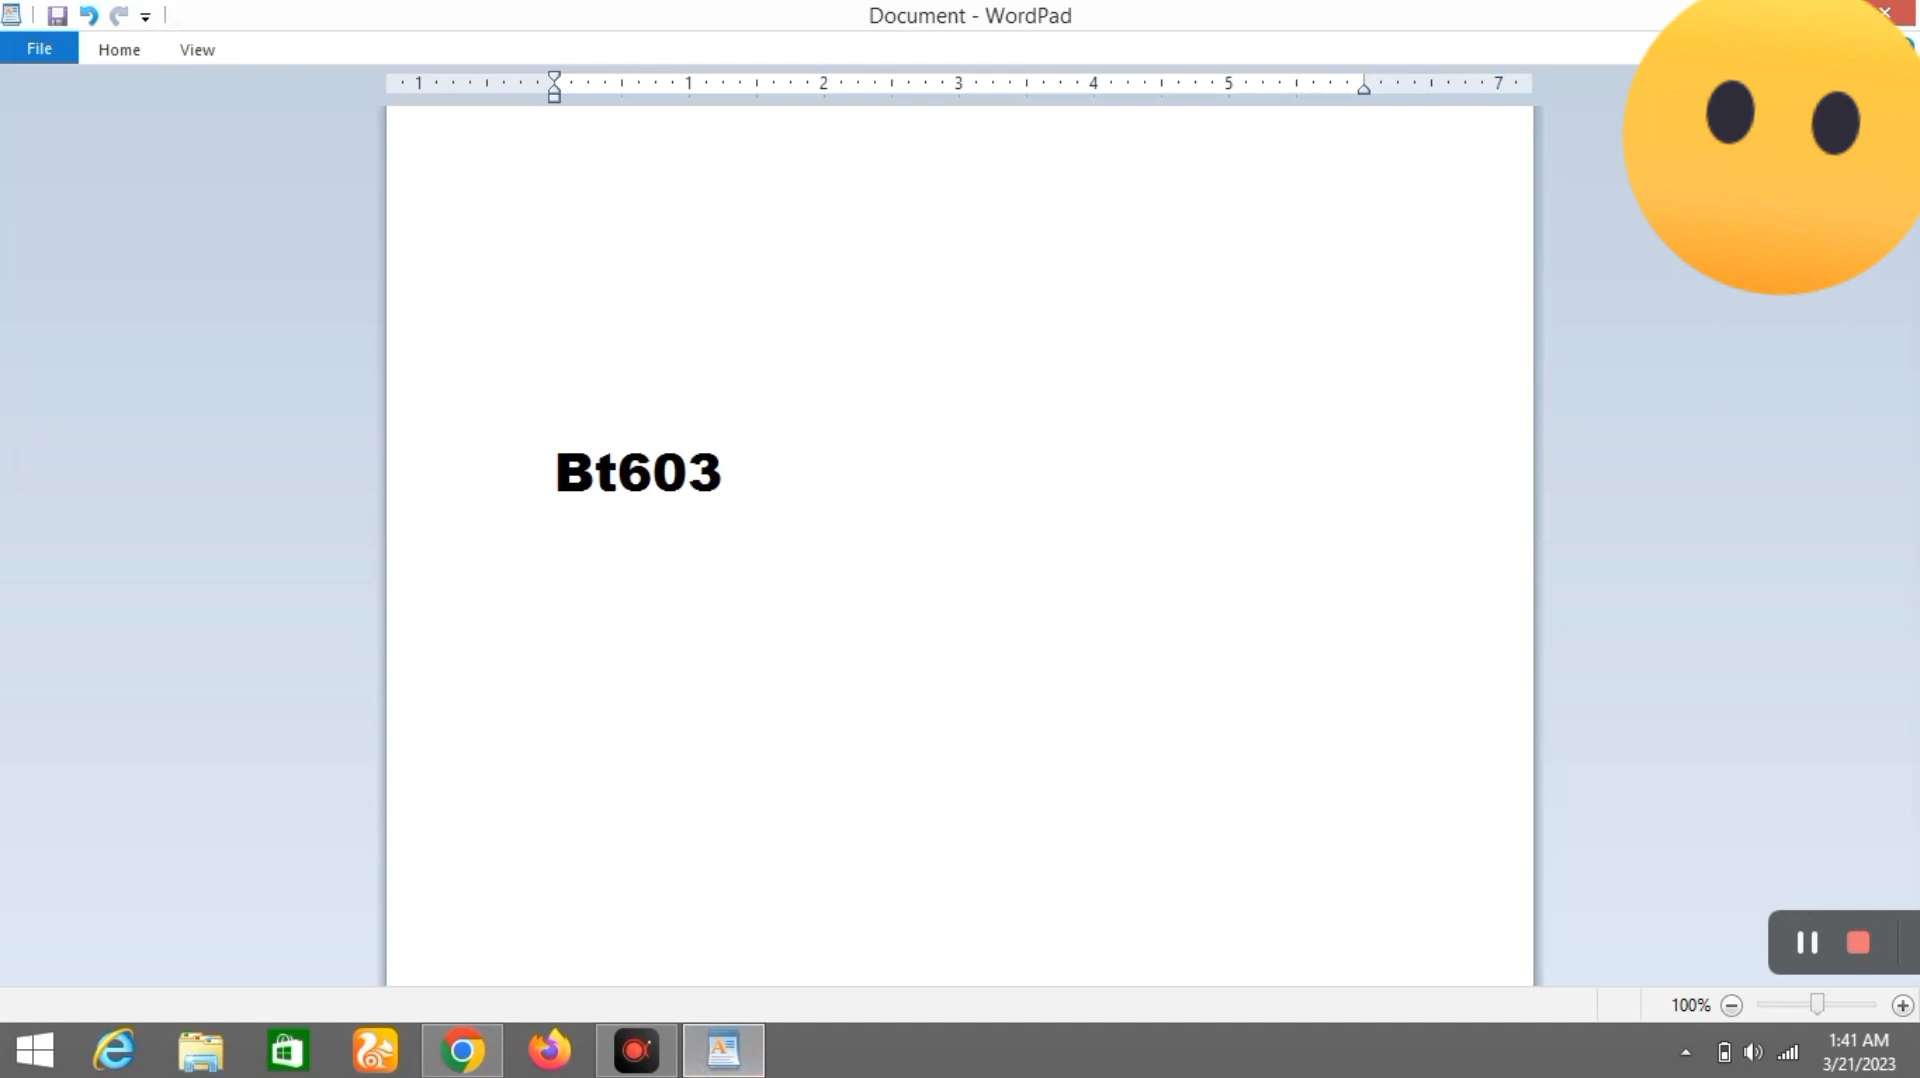 Document - WordPad
File Home View
1 1 2 3 4 5 7
Bt603
100%
1:41 AM
3/21/2023